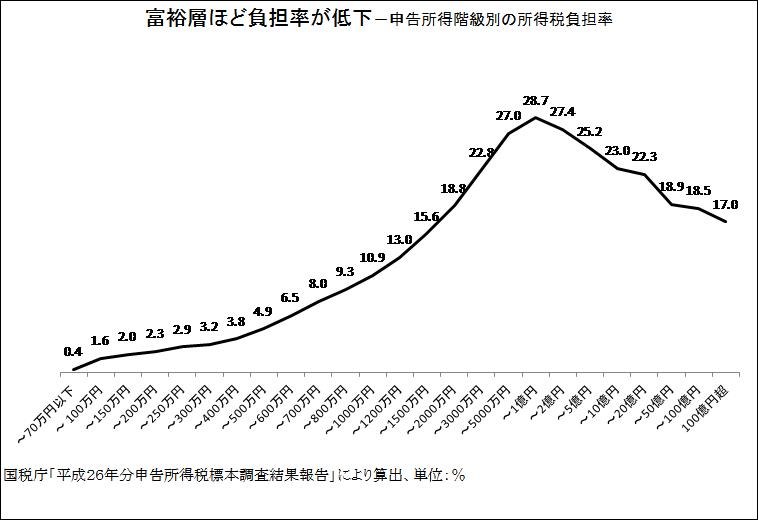 富裕層ほど負担率が低下－申告所得階級別の所得税負担率
0.4
1.6
2.0
2.3
2.9
3.2
3.8
4.9
6.5
8.0
9.3
10.9
13.0
15.6
18.8
22.8
27.0
28.7
27.4
25.2
23.0
22.3
18.9
18.5
17.0
～70万円以下
～100万円
～150万円
～200万円
～250万円
～300万円
～400万円
～500万円
～600万円
～700万円
～800万円
～1000万円
～1200万円
～1500万円
～2000万円
～3000万円
～5000万円
～1億円
～2億円
～5億円
～10億円
～20億円
～50億円
～100億円
100億円超
国税庁「平成26年分申告所得税標本調査結果報告」により算出、単位：％